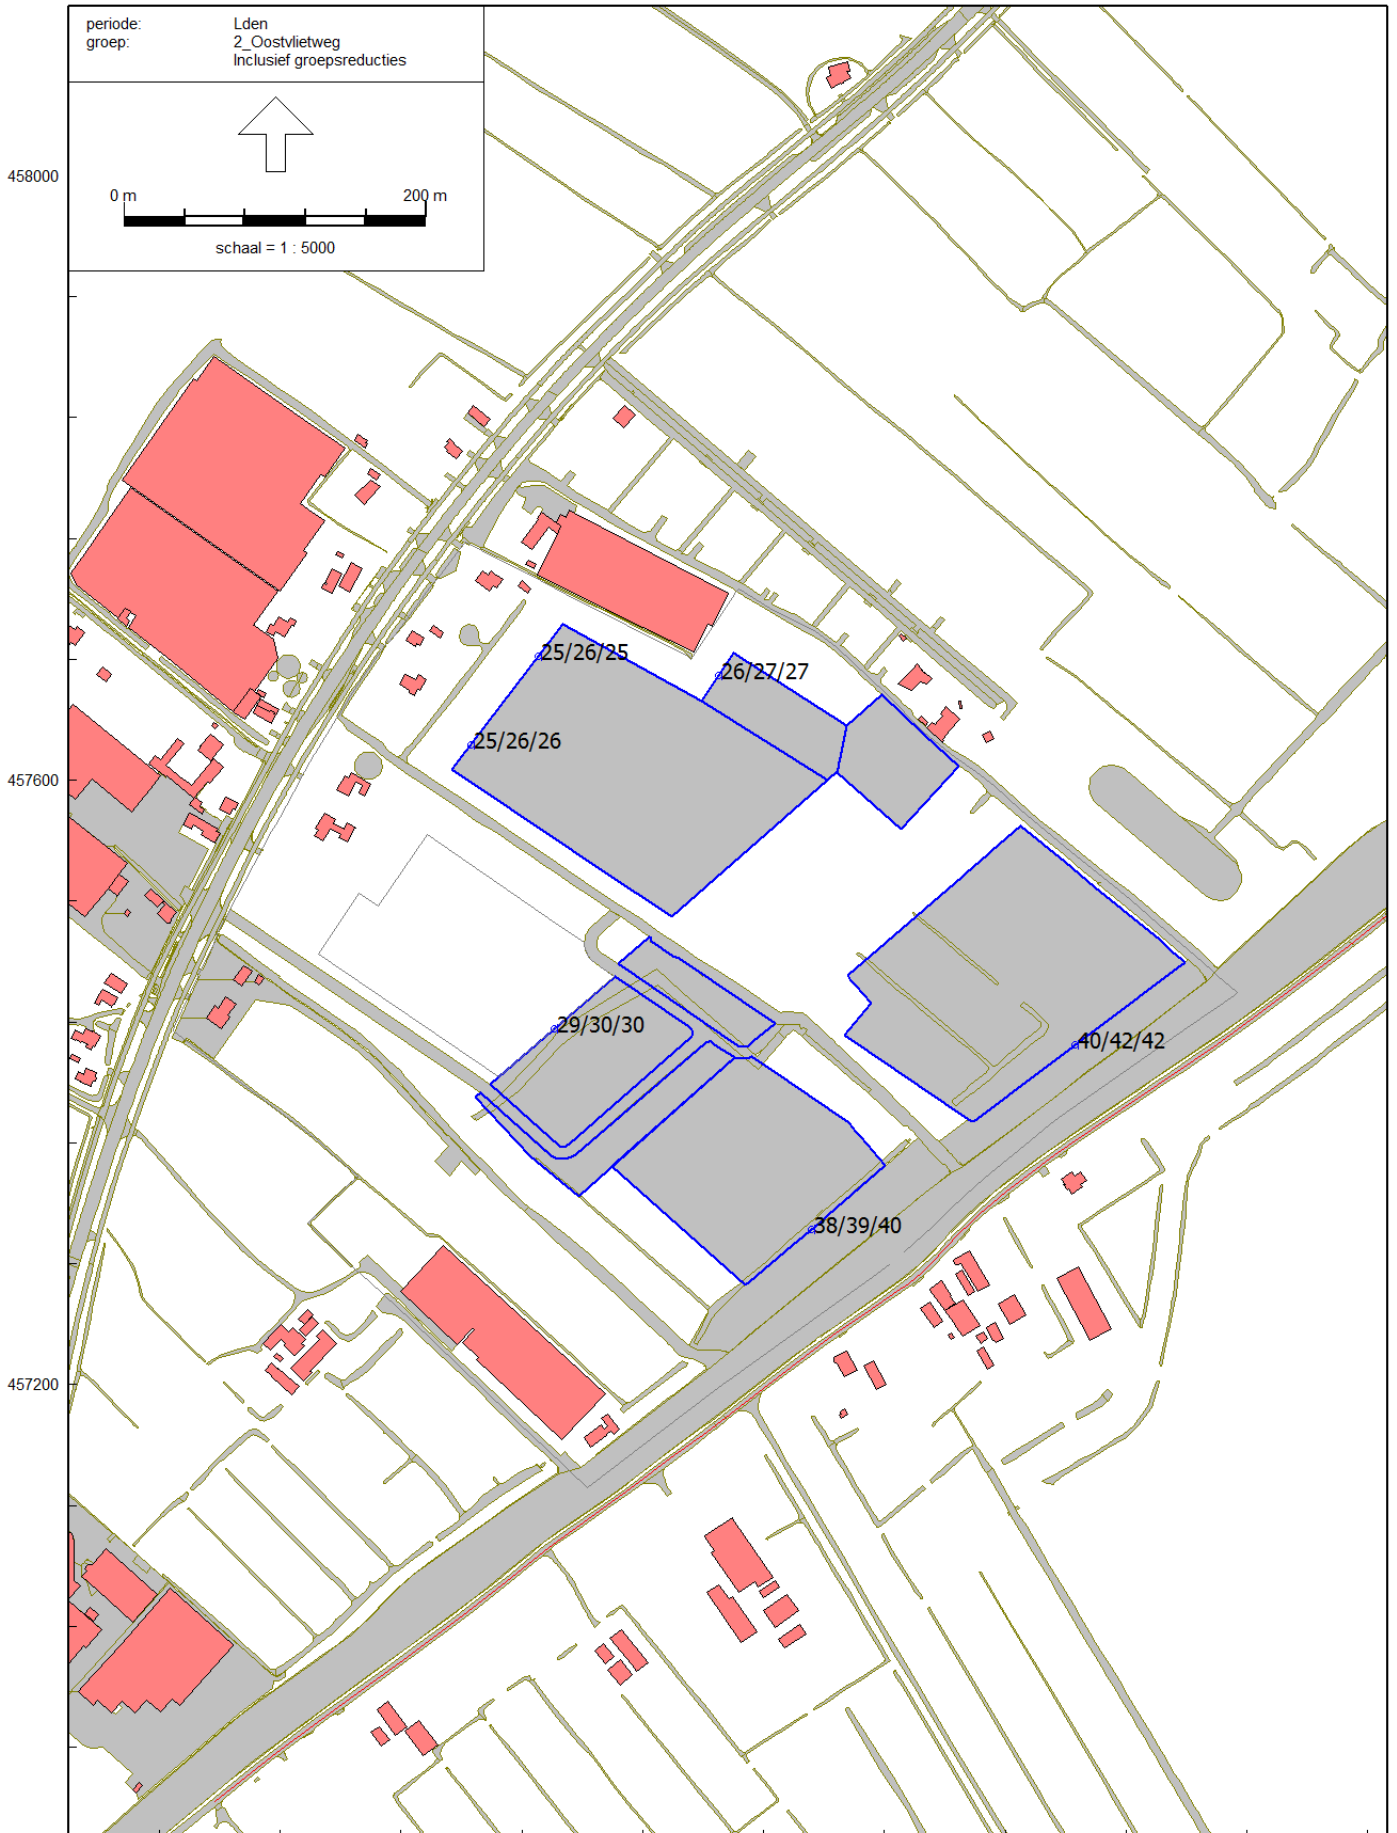 periode: Lden
groep: 2_Oostvlietweg
Inclusief groepsreducties
0 m 200 m
schaal = 1 : 5000
458000
25/26/25
26/27/27
25/26/26
457600
29/30/30
40/42/42
38/39/40
457200